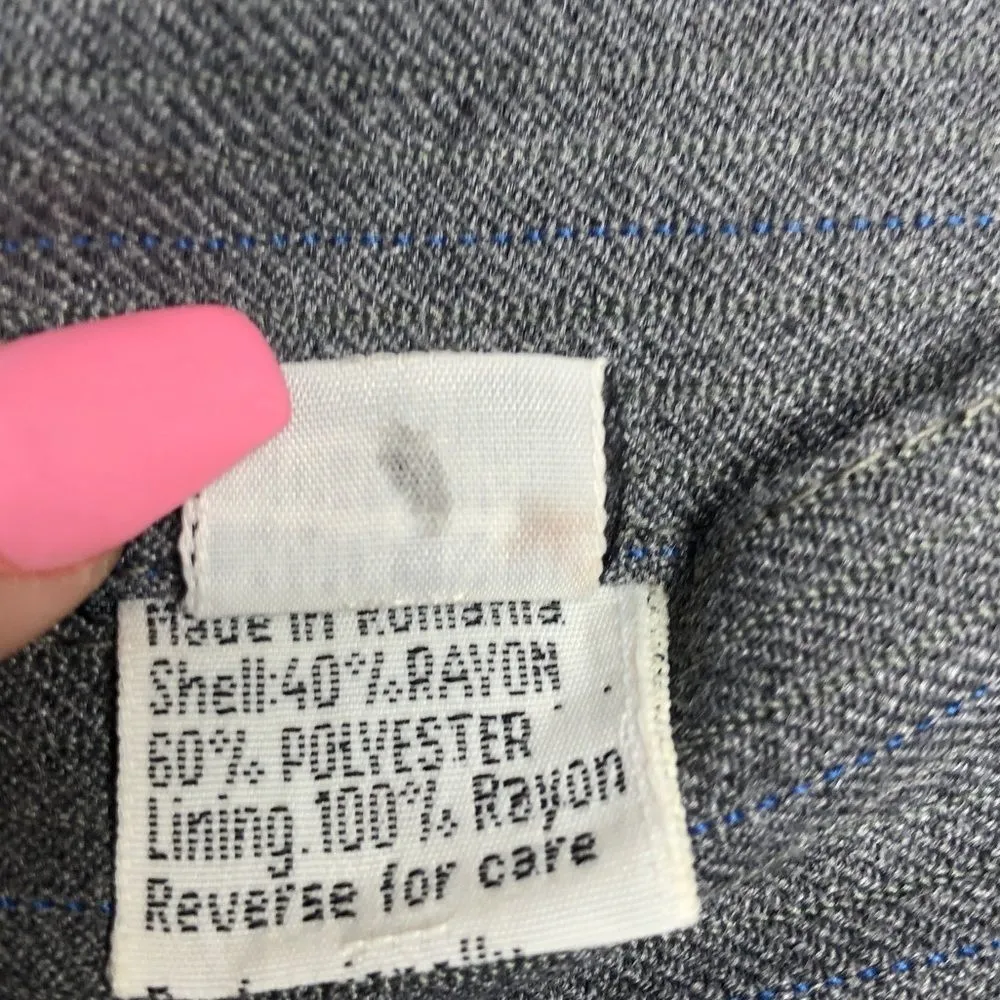 Made in Romania
Shell:40% RAYON
60% POLYESTER
Lining.100% Rayon
Reverse for care